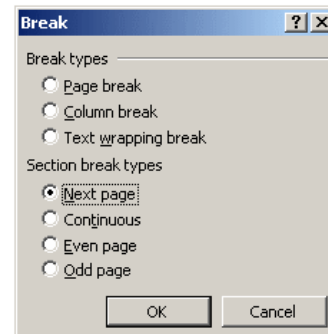 Break
Break types
Page break
Column break
Text wrapping break
Section break types
Next page
Continuous
Even page
Odd page
OK Cancel